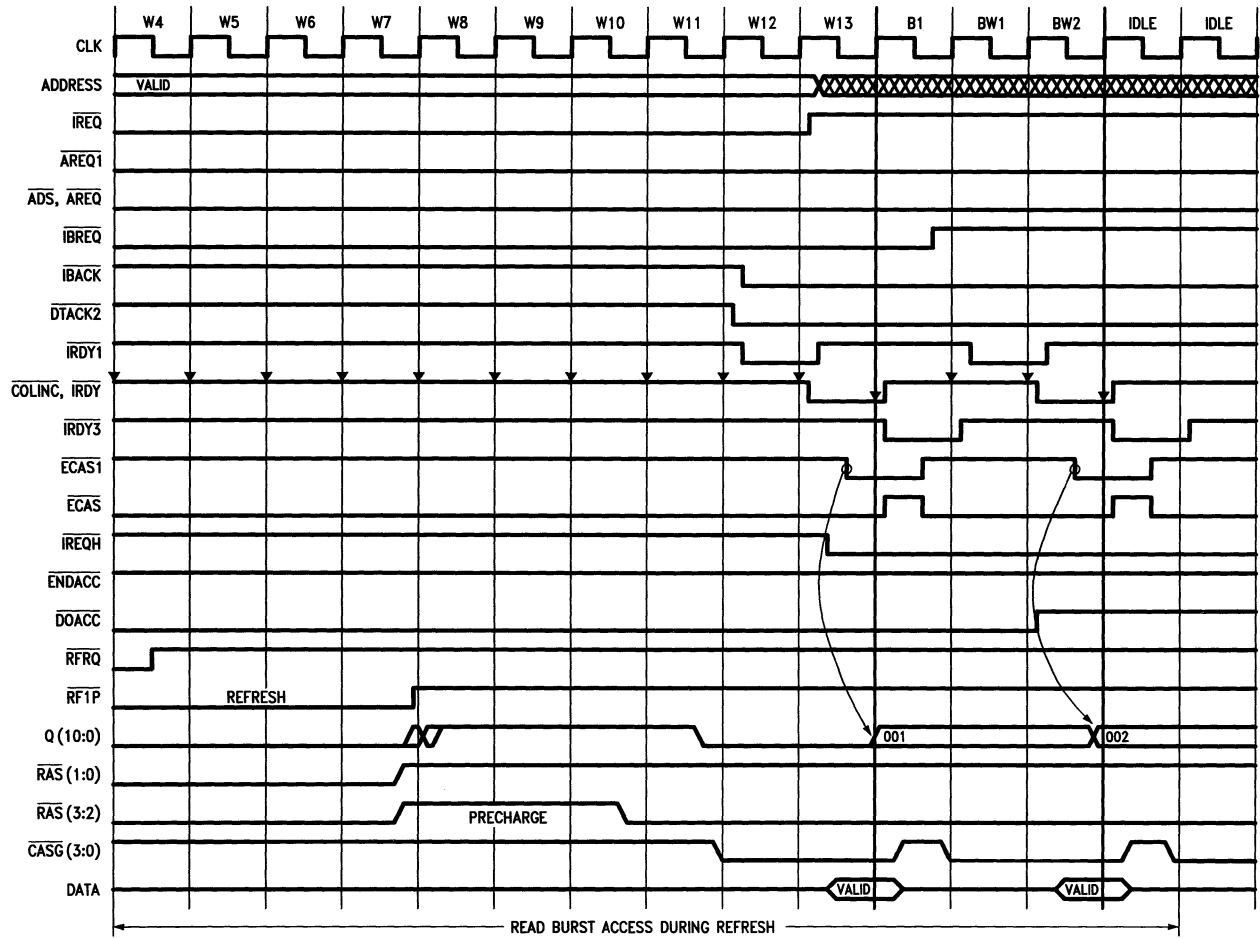 W4 W5 W6 W7 W8 W9 W10 W11 W12 W13 B1 BW1 BW2 IDLE IDLE
CLK
ADDRESS VALID
IREQ
AREQ1
ADS, AREQ
IBREQ
IBACK
DTACK2
IRDY1
COLINC, IRDY
IRDY3
ECAS1
ECAS
IREQH
ENDACC
DOACC
RFRQ
RF1P REFRESH
Q (10:0) 001 002
RAS (1:0)
RAS (3:2) PRECHARGE
CASG (3:0)
DATA VALID VALID
READ BURST ACCESS DURING REFRESH